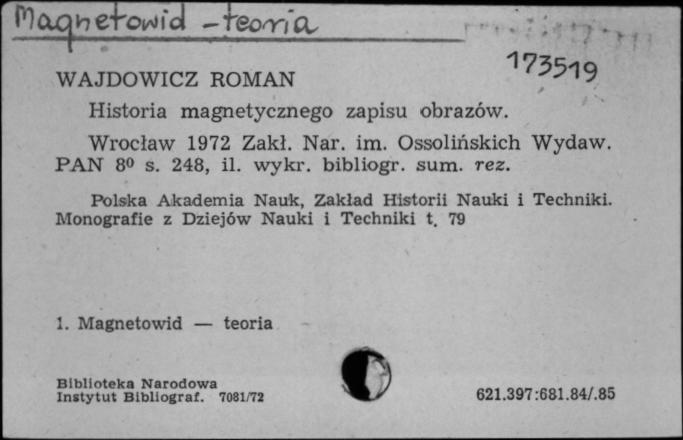 Magnetowid - teoria
173519
WAJDOWICZ ROMAN
Historia magnetycznego zapisu obrazów.
Wrocław 1972 Zakł. Nar. im. Ossolińskich Wydaw.
PAN 8º s. 248, il. wykr. bibliogr. sum. rez.
Polska Akademia Nauk, Zakład Historii Nauki i Techniki.
Monografie z Dziejów Nauki i Techniki t. 79
1. Magnetowid — teoria
Biblioteka Narodowa
Instytut Bibliograf. 7081/72
621.397:681.84/.85